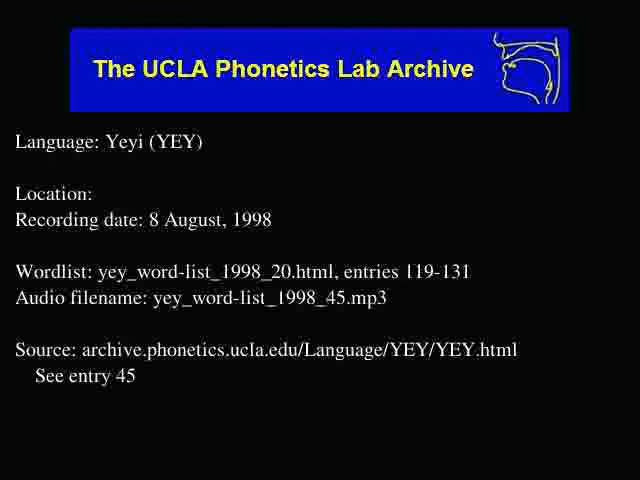 The UCLA Phonetics Lab Archive
Language: Yeyi (YEY)
Location:
Recording date: 8 August, 1998
Wordlist: yey_word-list_1998_20.html, entries 119-131
Audio filename: yey_word-list_1998_45.mp3
Source: archive.phonetics.ucla.edu/Language/YEY/YEY.html
See entry 45